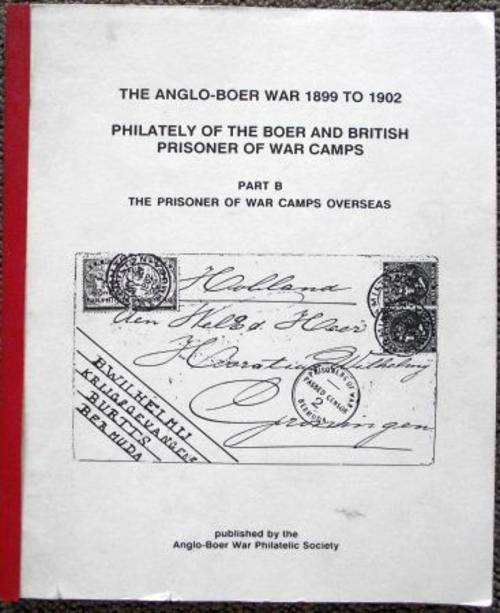 THE ANGLO-BOER WAR 1899 TO 1902
PHILATELY OF THE BOER AND BRITISH
PRISONER OF WAR CAMPS
PART B
THE PRISONER OF WAR CAMPS OVERSEAS
Holland
den Wel Ed. Heer
Horatius Wilhelmy
Groningen
B WILHELMIJ
KRIJGSGEVANGENE
BURTTS
BERMUDA
PRISONERS OF WAR
PASSED CENSOR
2
BERMUDA
published by the
Anglo-Boer War Philatelic Society